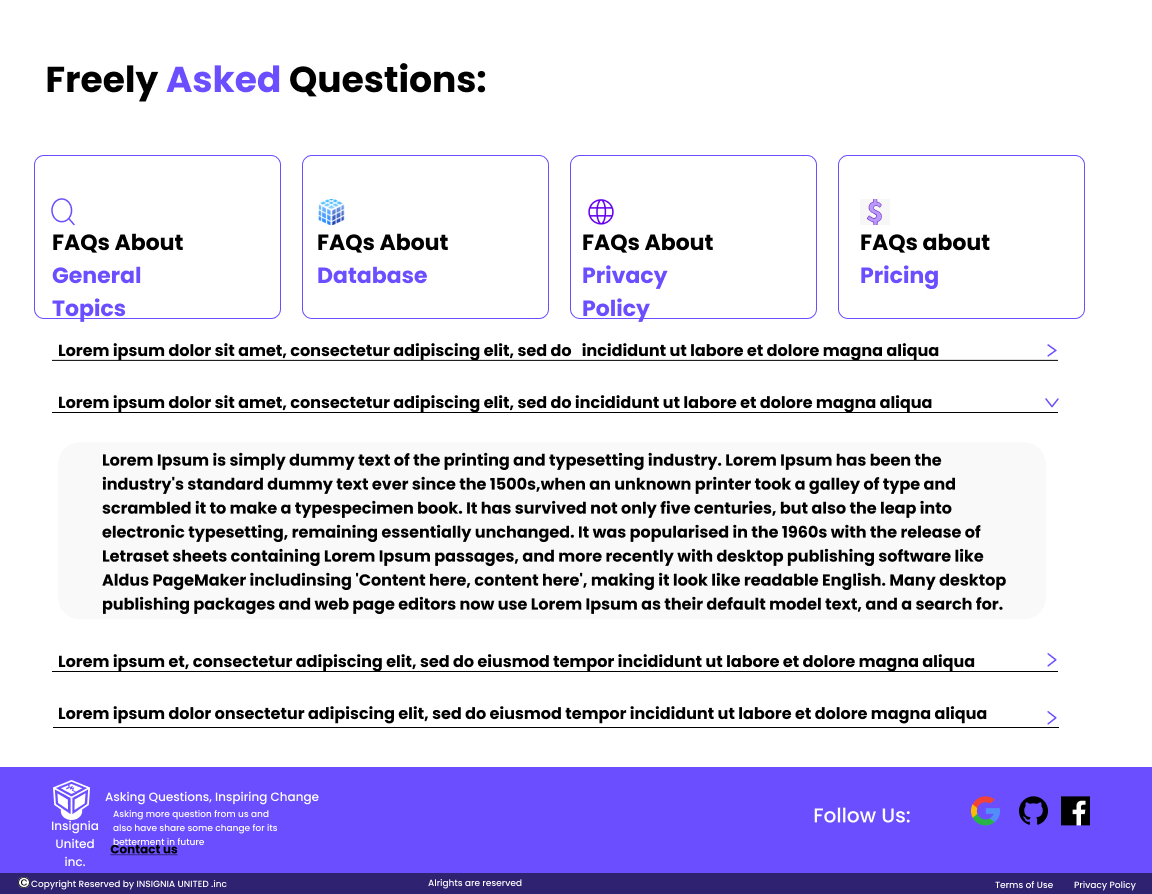 Freely Asked Questions:
FAQs About
General
Topics
FAQs About
Database
FAQs About
Privacy
Policy
FAQs about
Pricing
Lorem ipsum dolor sit amet, consectetur adipiscing elit, sed do incididunt ut labore et dolore magna aliqua
Lorem ipsum dolor sit amet, consectetur adipiscing elit, sed do incididunt ut labore et dolore magna aliqua
Lorem Ipsum is simply dummy text of the printing and typesetting industry. Lorem Ipsum has been the
industry's standard dummy text ever since the 1500s,when an unknown printer took a galley of type and
scrambled it to make a typespecimen book. It has survived not only five centuries, but also the leap into
electronic typesetting, remaining essentially unchanged. It was popularised in the 1960s with the release of
Letraset sheets containing Lorem Ipsum passages, and more recently with desktop publishing software like
Aldus PageMaker includinsing 'Content here, content here', making it look like readable English. Many desktop
publishing packages and web page editors now use Lorem Ipsum as their default model text, and a search for.
Lorem ipsum et, consectetur adipiscing elit, sed do eiusmod tempor incididunt ut labore et dolore magna aliqua
Lorem ipsum dolor onsectetur adipiscing elit, sed do eiusmod tempor incididunt ut labore et dolore magna aliqua
Insignia
United
inc.
Asking Questions, Inspiring Change
Asking more question from us and
also have share some change for its
betterment in future
Contact us
Follow Us:
© Copyright Reserved by INSIGNIA UNITED .inc
Alrights are reserved
Terms of Use
Privacy Policy